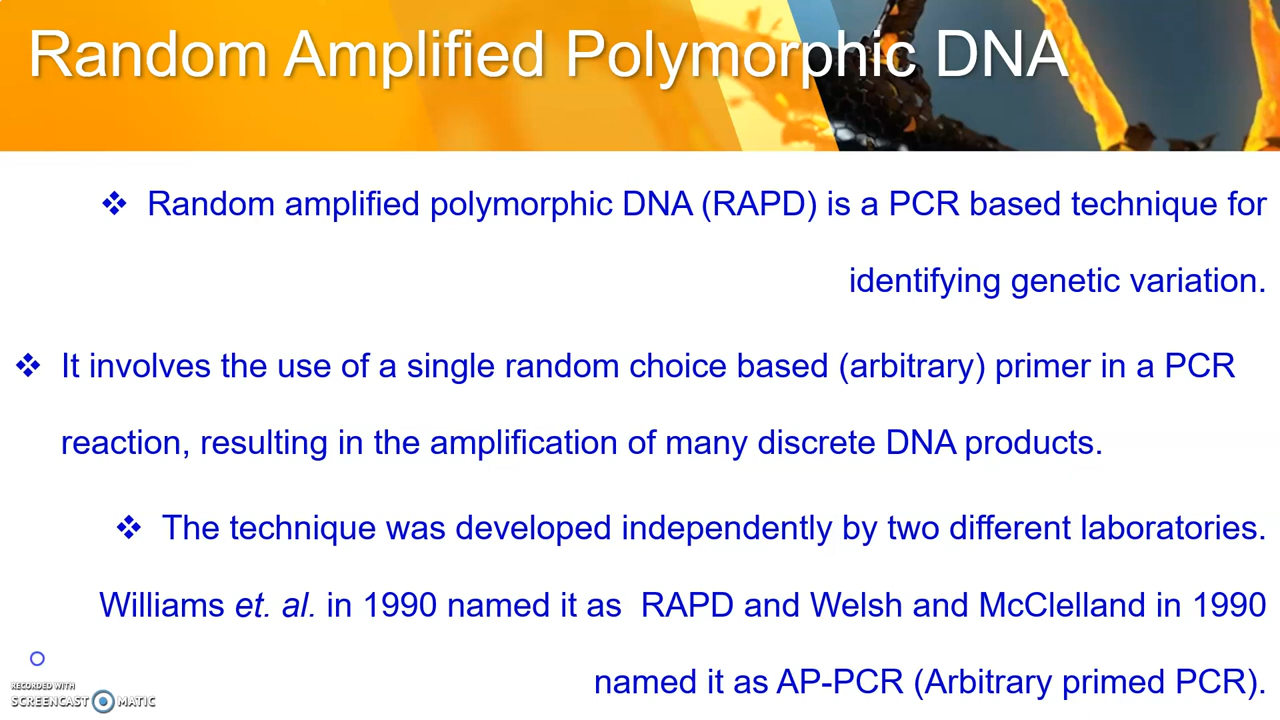 Random Amplified Polymorphic DNA
❖ Random amplified polymorphic DNA (RAPD) is a PCR based technique for
identifying genetic variation.
❖ It involves the use of a single random choice based (arbitrary) primer in a PCR
reaction, resulting in the amplification of many discrete DNA products.
❖ The technique was developed independently by two different laboratories.
Williams et. al. in 1990 named it as RAPD and Welsh and McClelland in 1990
named it as AP-PCR (Arbitrary primed PCR).
RECORDED WITH
SCREENCAST MATIC